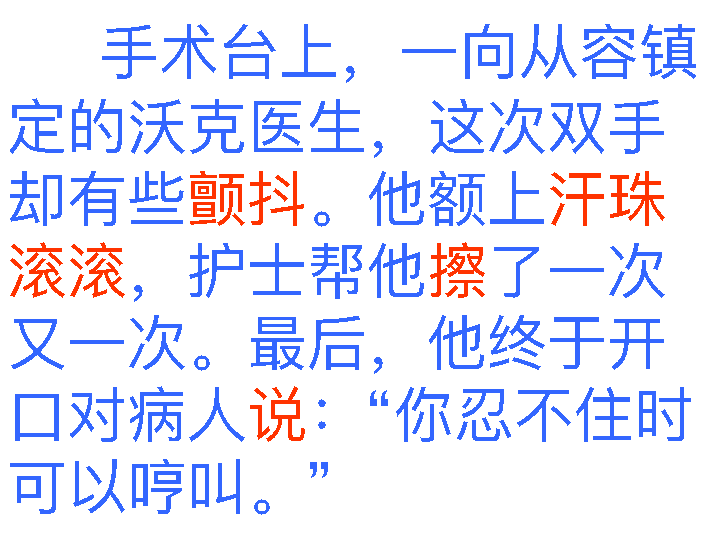 手术台上，一向从容镇
定的沃克医生，这次双手
却有些颤抖。他额上汗珠
滚滚，护士帮他擦了一次
又一次。最后，他终于开
口对病人说：“你忍不住时
可以哼叫。”